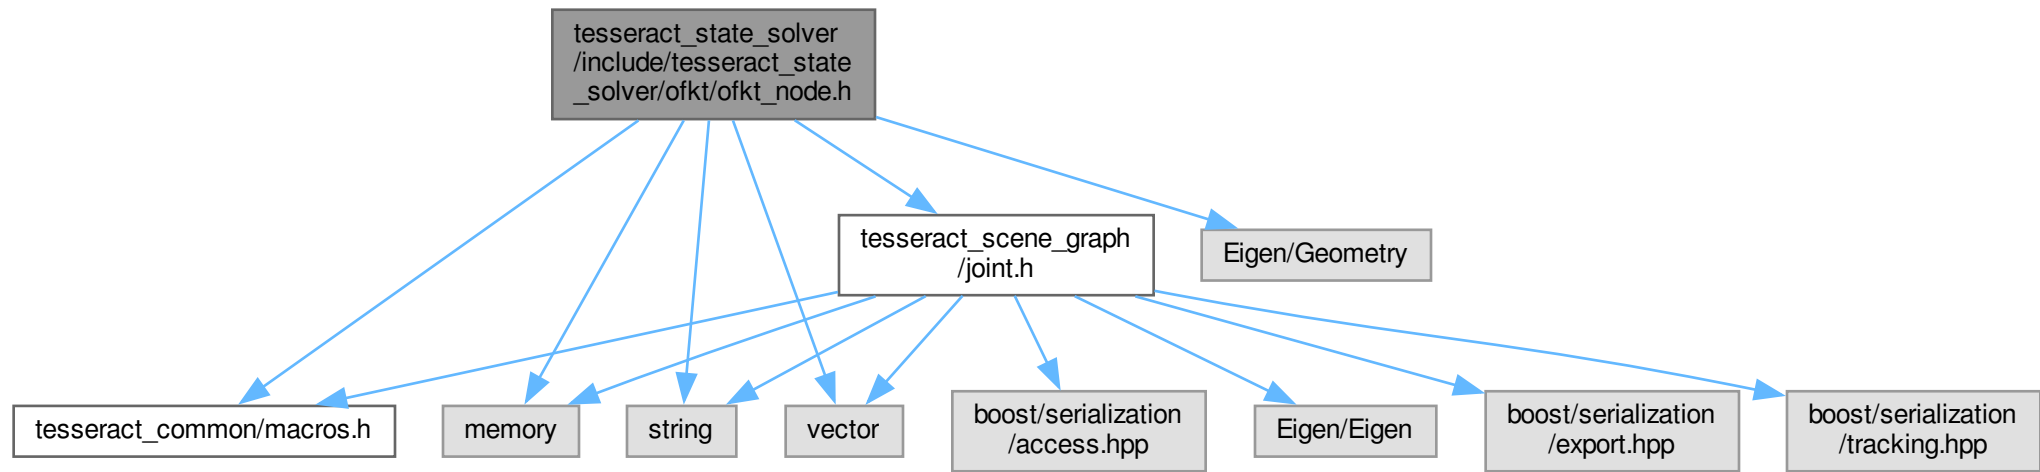 tesseract_state_solver
/include/tesseract_state
_solver/ofkt/ofkt_node.h
tesseract_scene_graph
/joint.h
Eigen/Geometry
tesseract_common/macros.h
memory
string
vector
boost/serialization
/access.hpp
Eigen/Eigen
boost/serialization
/export.hpp
boost/serialization
/tracking.hpp